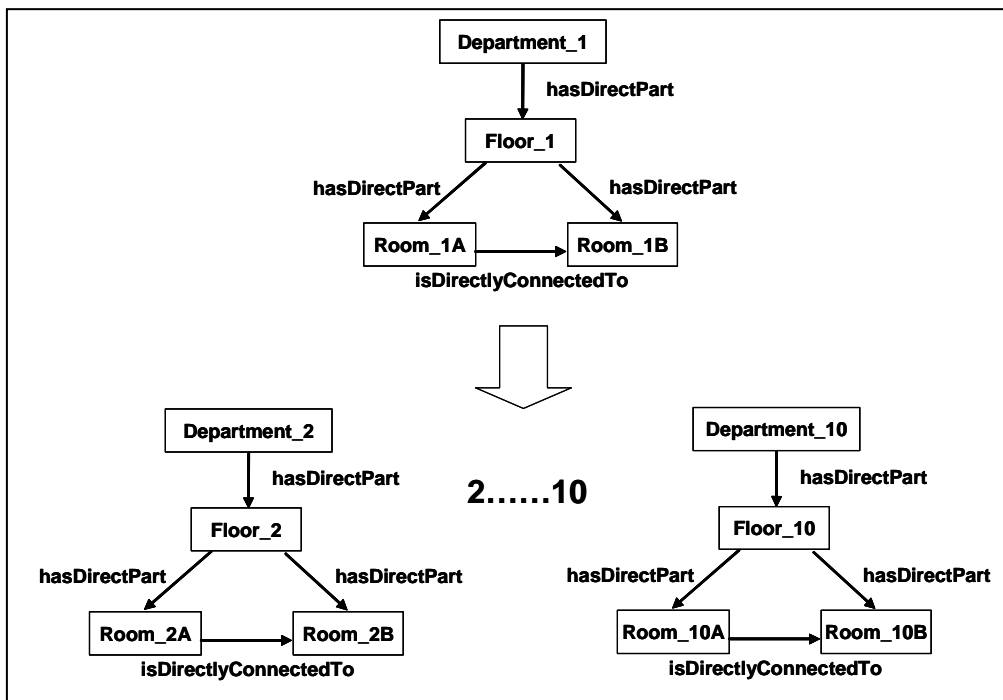 Department_1
hasDirectPart
Floor_1
hasDirectPart
hasDirectPart
Room_1A
Room_1B
isDirectlyConnectedTo
Department_2
hasDirectPart
Floor_2
hasDirectPart
hasDirectPart
Room_2A
Room_2B
isDirectlyConnectedTo
2......10
Department_10
hasDirectPart
Floor_10
hasDirectPart
hasDirectPart
Room_10A
Room_10B
isDirectlyConnectedTo